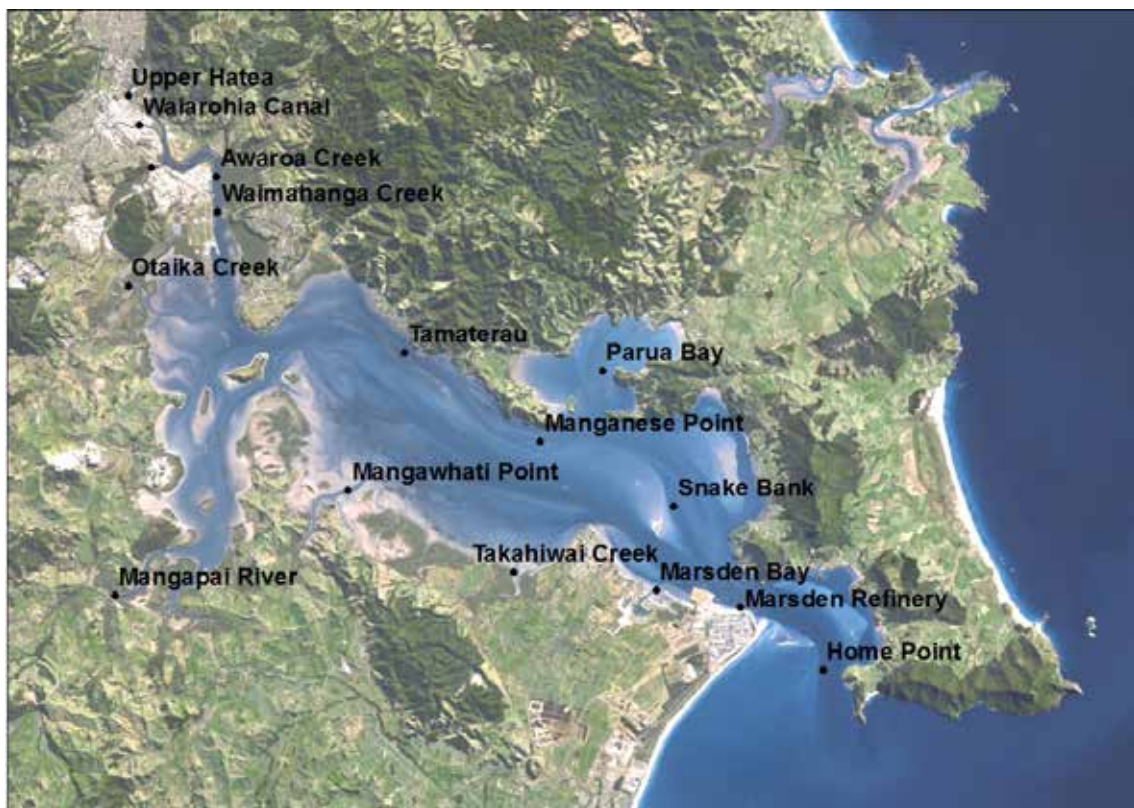 Upper Hatea
Waiarohia Canal
Awaroa Creek
Waimahanga Creek
Otaika Creek
Tamaterau
Parua Bay
Manganese Point
Mangawhati Point
Snake Bank
Takahiwai Creek
Mangapai River
Marsden Bay
Marsden Refinery
Home Point